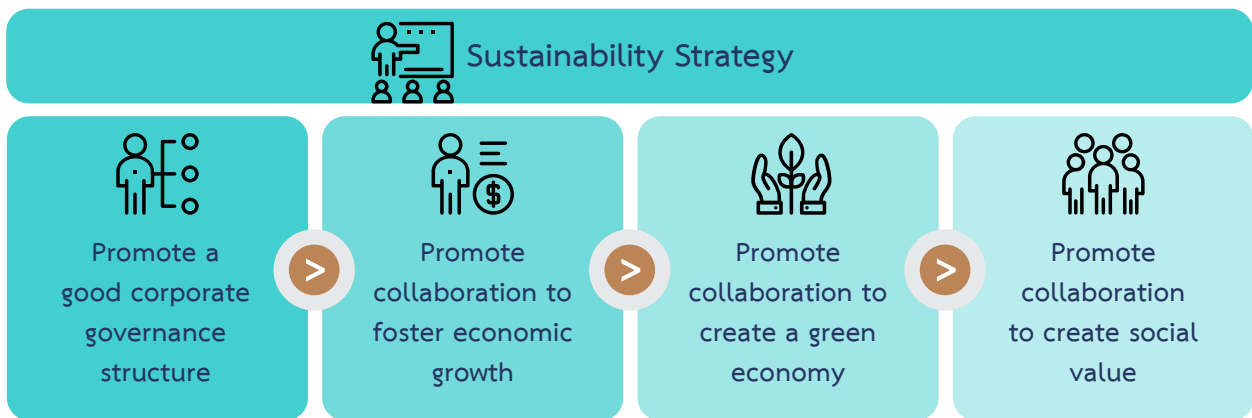 Sustainability Strategy
Promote a
good corporate
governance
structure
>
Promote
collaboration to
foster economic
growth
>
Promote
collaboration to
create a green
economy
>
Promote
collaboration
to create social
value